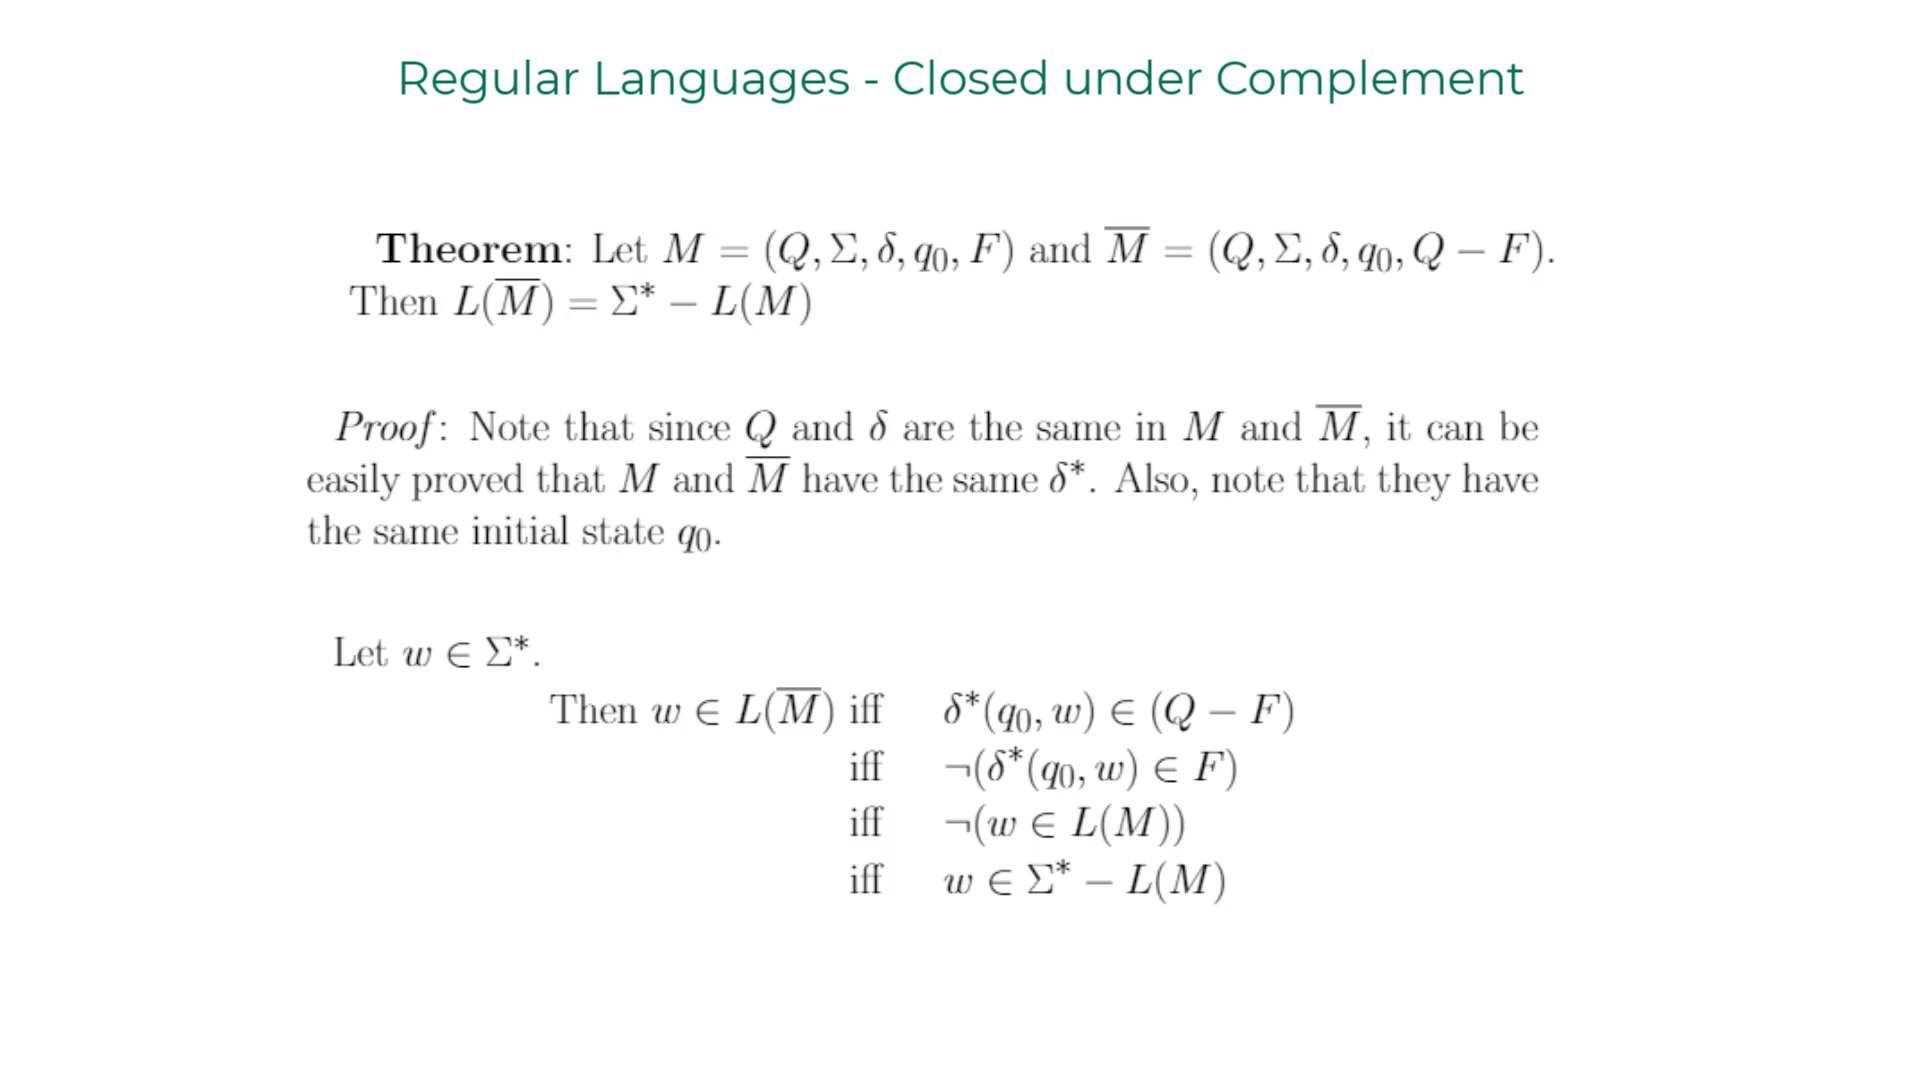 Regular Languages - Closed under Complement
Theorem: Let M = (Q, Σ, δ, q₀, F) and M̅ = (Q, Σ, δ, q₀, Q − F).
Then L(M̅) = Σ* − L(M)
Proof: Note that since Q and δ are the same in M and M̅, it can be
easily proved that M and M̅ have the same δ*. Also, note that they have
the same initial state q₀.
Let w ∈ Σ*.
Then w ∈ L(M̅) iff δ*(q₀, w) ∈ (Q − F)
iff ¬(δ*(q₀, w) ∈ F)
iff ¬(w ∈ L(M))
iff w ∈ Σ* − L(M)